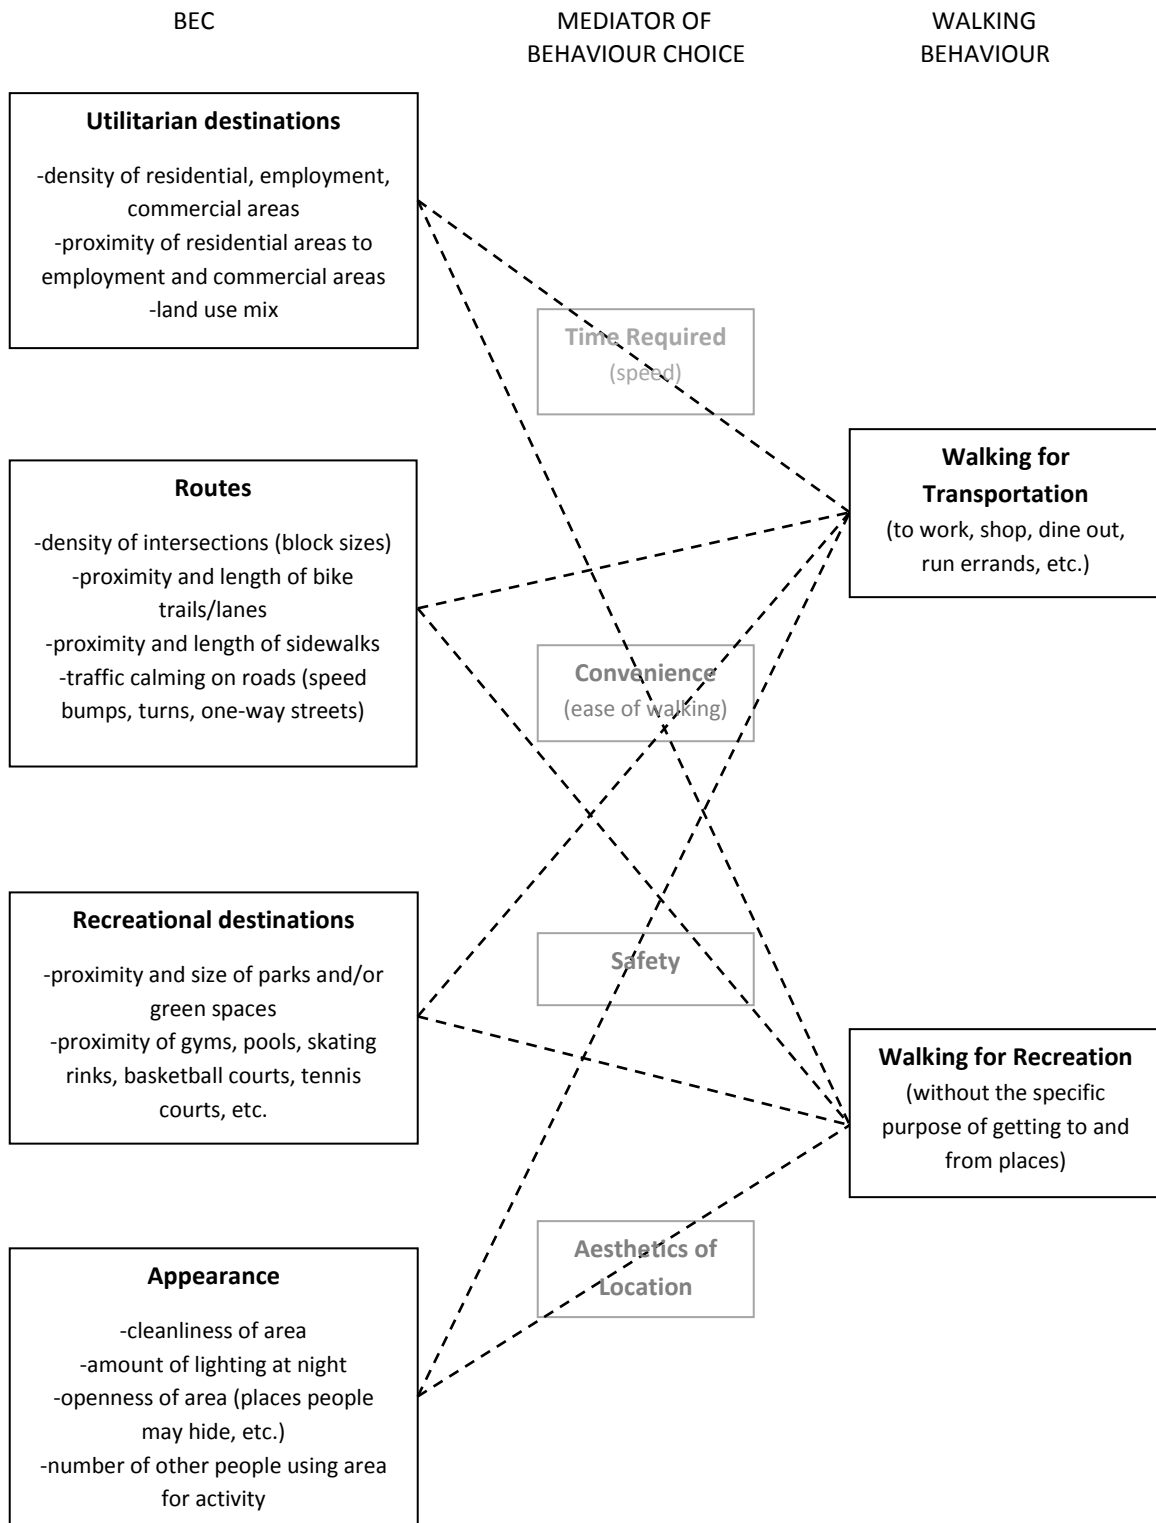 BEC
MEDIATOR OF
BEHAVIOUR CHOICE
WALKING
BEHAVIOUR
Utilitarian destinations
-density of residential, employment,
commercial areas
-proximity of residential areas to
employment and commercial areas
-land use mix
Time Required
(speed)
Routes
-density of intersections (block sizes)
-proximity and length of bike
trails/lanes
-proximity and length of sidewalks
-traffic calming on roads (speed
bumps, turns, one-way streets)
Walking for
Transportation
(to work, shop, dine out,
run errands, etc.)
Convenience
(ease of walking)
Recreational destinations
-proximity and size of parks and/or
green spaces
-proximity of gyms, pools, skating
rinks, basketball courts, tennis
courts, etc.
Safety
Walking for Recreation
(without the specific
purpose of getting to and
from places)
Aesthetics of
Location
Appearance
-cleanliness of area
-amount of lighting at night
-openness of area (places people
may hide, etc.)
-number of other people using area
for activity